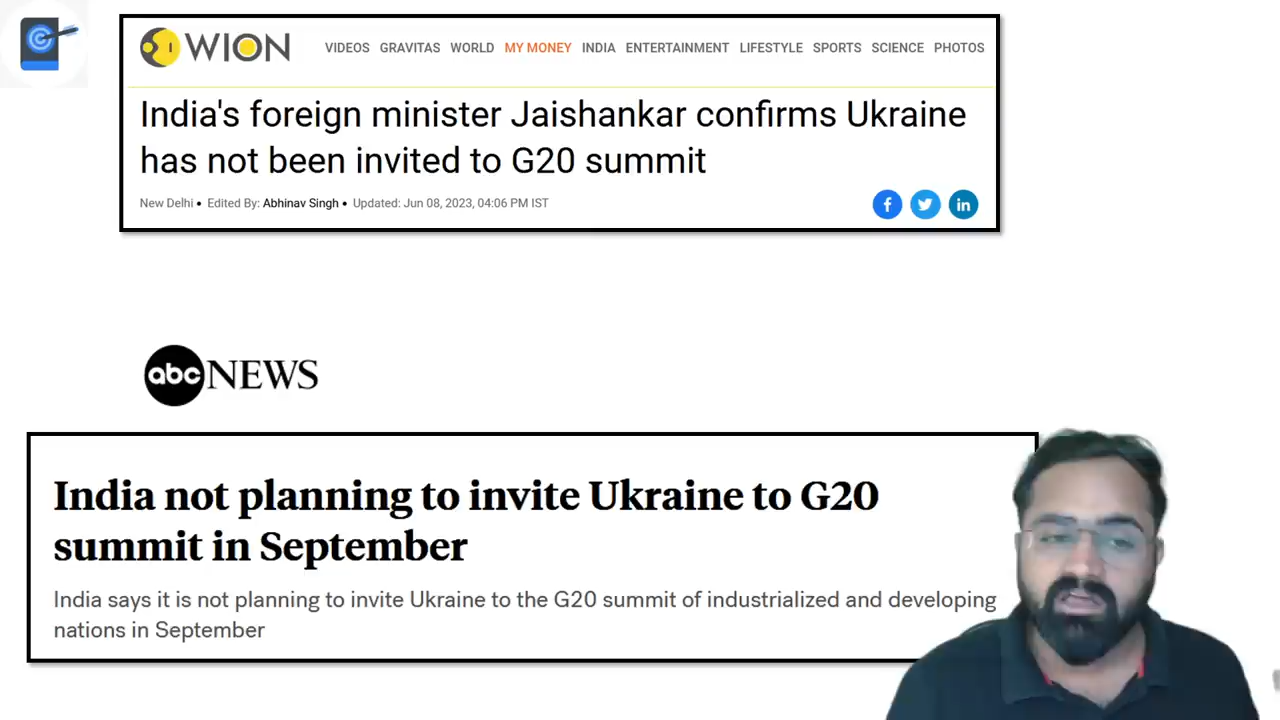 WION
VIDEOS GRAVITAS WORLD MY MONEY INDIA ENTERTAINMENT LIFESTYLE SPORTS SCIENCE PHOTOS
India's foreign minister Jaishankar confirms Ukraine
has not been invited to G20 summit
New Delhi • Edited By: Abhinav Singh • Updated: Jun 08, 2023, 04:06 PM IST
f in
abc NEWS
India not planning to invite Ukraine to G20
summit in September
India says it is not planning to invite Ukraine to the G20 summit of industrialized and developing
nations in September